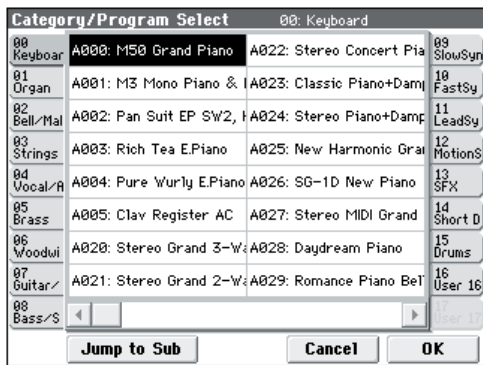 Category/Program Select 00: Keyboard
00
Keyboar
01
Organ
02
Bell/Mal
03
Strings
04
Vocal/A
05
Brass
06
Woodwi
07
Guitar/
08
Bass/S
A000: M50 Grand Piano
A001: M3 Mono Piano &
A002: Pan Suit EP SW2,
A003: Rich Tea E.Piano
A004: Pure Wurly E.Piano
A005: Clav Register AC
A020: Stereo Grand 3-Wa
A021: Stereo Grand 2-Wa
A022: Stereo Concert Pia
A023: Classic Piano+Damp
A024: Stereo Piano+Damp
A025: New Harmonic Gra
A026: SG-1D New Piano
A027: Stereo MIDI Grand
A028: Daydream Piano
A029: Romance Piano Bel
09
SlowSyn
10
FastSy
11
LeadSy
12
MotionS
13
SFX
14
Short D
15
Drums
16
User 16
17
User 17
Jump to Sub
Cancel
OK